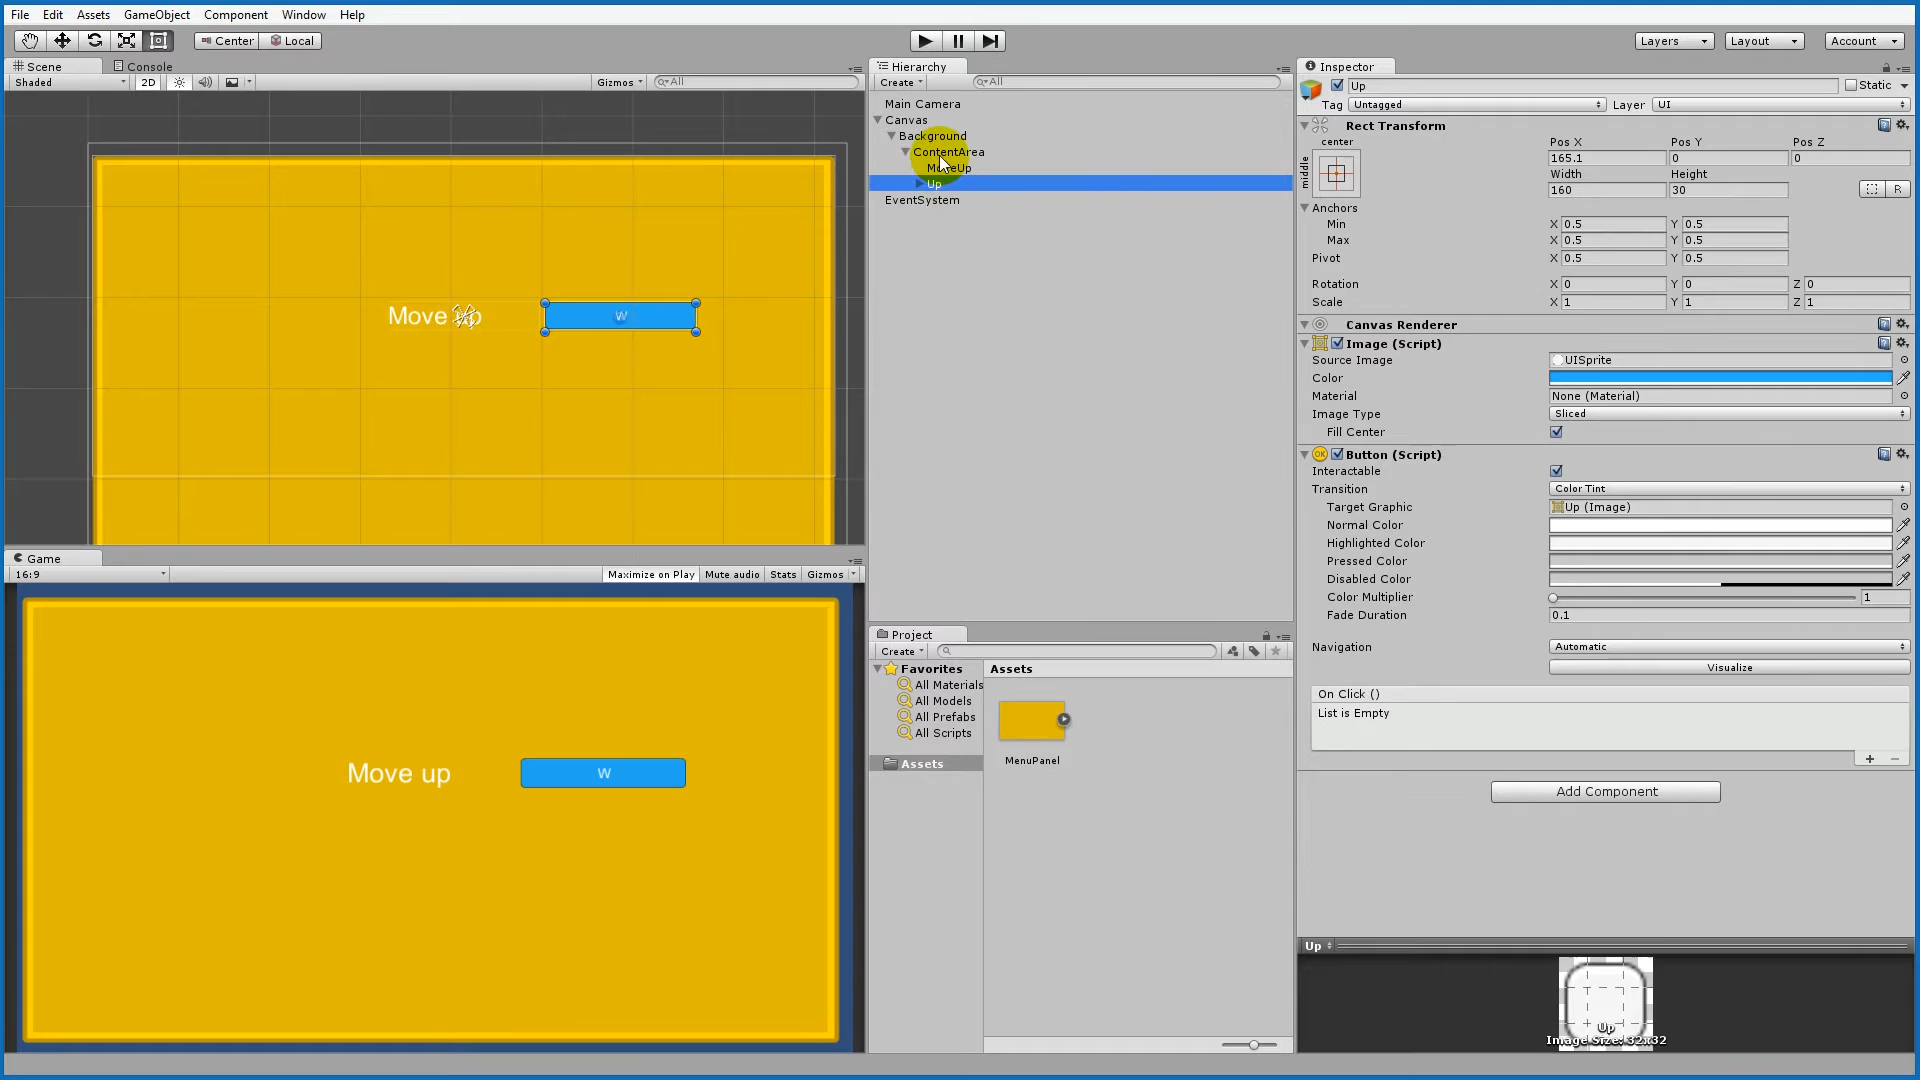 File Edit Assets GameObject Component Window Help
Center Local
Layers Layout Account
Scene Console
Shaded 2D Gizmos All
Move up W
Game
16:9 Maximize on Play Mute audio Stats Gizmos
Move up W
Hierarchy
Create All
Main Camera
Canvas
Background
ContentArea
MoveUp
Up
EventSystem
Project
Create
Favorites
All Materials
All Models
All Prefabs
All Scripts
Assets
Assets
MenuPanel
Inspector
Up Static
Tag Untagged Layer UI
Rect Transform
center
middle
Pos X Pos Y Pos Z
165.1 0 0
Width Height
160 30 R
Anchors
Min X 0.5 Y 0.5
Max X 0.5 Y 0.5
Pivot X 0.5 Y 0.5
Rotation X 0 Y 0 Z 0
Scale X 1 Y 1 Z 1
Canvas Renderer
Image (Script)
Source Image UISprite
Color
Material None (Material)
Image Type Sliced
Fill Center
OK Button (Script)
Interactable
Transition Color Tint
Target Graphic Up (Image)
Normal Color
Highlighted Color
Pressed Color
Disabled Color
Color Multiplier 1
Fade Duration 0.1
Navigation Automatic
Visualize
On Click ()
List is Empty
Add Component
Up
Up
Image Size: 32x32